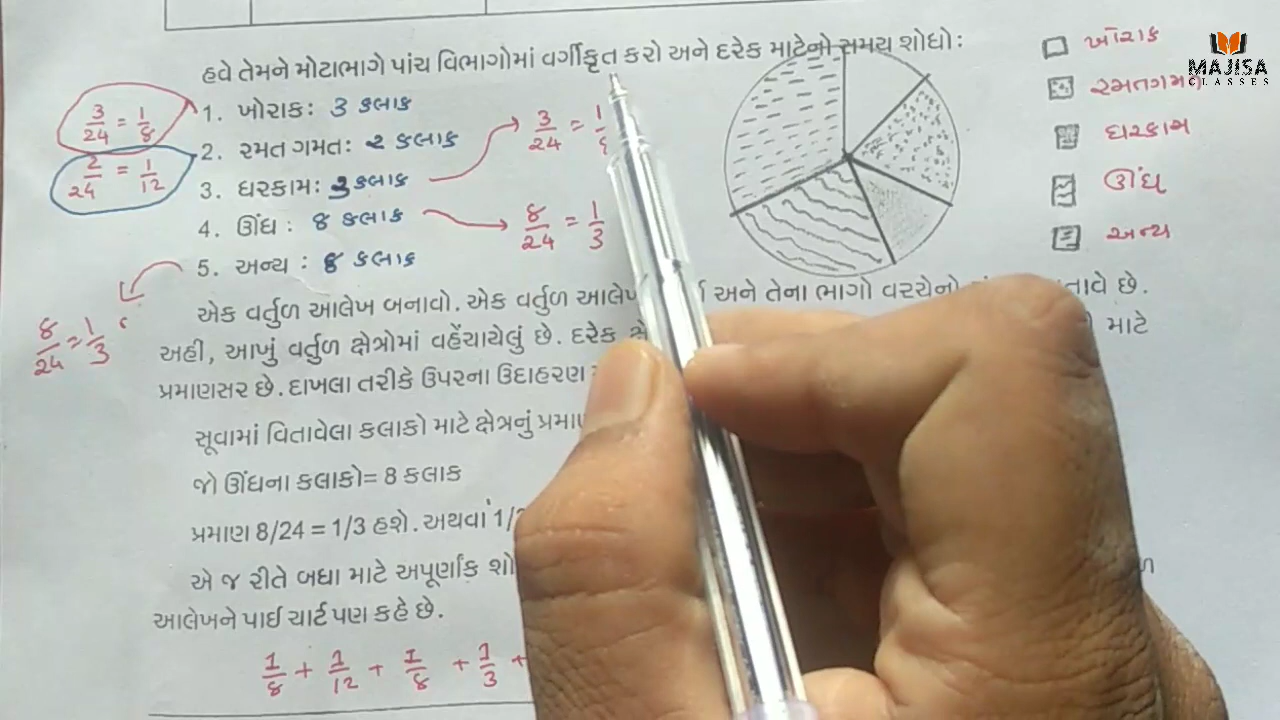 હવે તેમને મોટાભાગે પાંચ વિભાગોમાં વર્ગીકૃત કરો અને દરેક માટેનો સમય શોધો:
1. ખોરાક: 3 કલાક
2. રમત ગમત: ૨ કલાક
3. ઘરકામ: 3 કલાક
4. ઊંઘ : 8 કલાક
5. અન્ય : 8 કલાક
3/24 = 1/8
2/24 = 1/12
3/24 = 1/
8/24 = 1/3
8/24 = 1/3
ખોરાક
રમતગમત
ઘરકામ
ઊંઘ
અન્ય
MAJISA
CLASSES
એક વર્તુળ આલેખ બનાવો. એક વર્તુળ આલેખ અને તેના ભાગો વચ્ચેનો છે.
અહી, આખું વર્તુળ ક્ષેત્રોમાં વહેંચાયેલું છે. દરેક માટે
પ્રમાણસર છે. દાખલા તરીકે ઉપરના ઉદાહરણ
સૂવામાં વિતાવેલા કલાકો માટે ક્ષેત્રનું
જો ઊંઘના કલાકો= 8 કલાક
પ્રમાણ 8/24 = 1/3 હશે. અથવાં
એ જ રીતે બધા માટે અપૂર્ણાંક
આલેખને પાઈ ચાર્ટ પણ કહે છે.
1/8 + 1/12 + 1/8 + 1/3 +